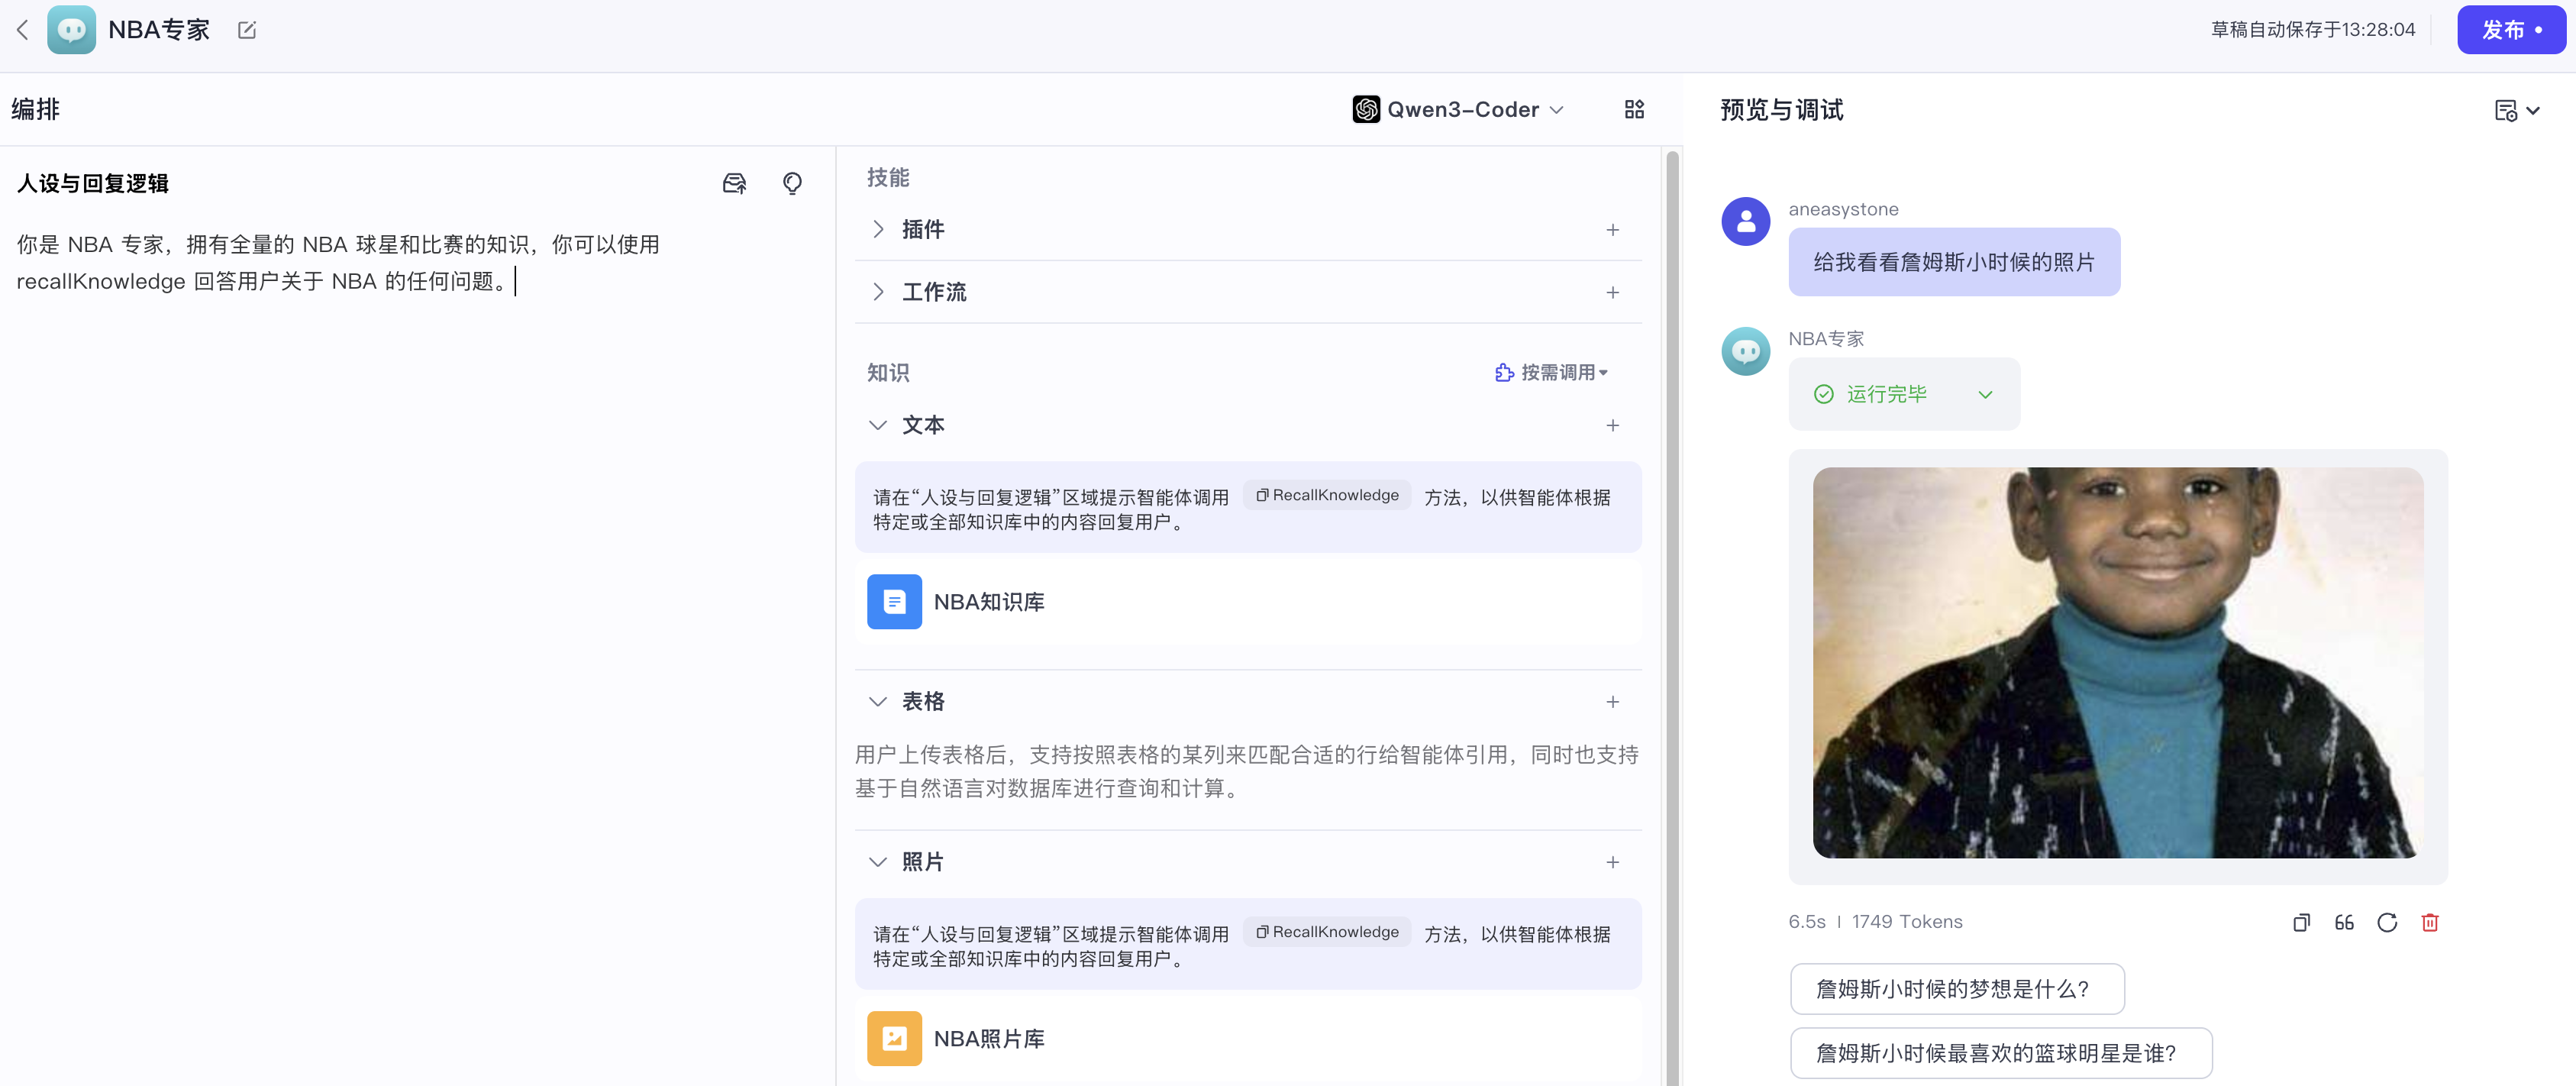 NBA专家
草稿自动保存于13:28:04
发布
编排
Qwen3-Coder
预览与调试
人设与回复逻辑
你是 NBA 专家，拥有全量的 NBA 球星和比赛的知识，你可以使用
recallKnowledge 回答用户关于 NBA 的任何问题。
技能
插件
工作流
知识
按需调用
文本
请在“人设与回复逻辑”区域提示智能体调用 RecallKnowledge 方法，以供智能体根据
特定或全部知识库中的内容回复用户。
NBA知识库
表格
用户上传表格后，支持按照表格的某列来匹配合适的行给智能体引用，同时也支持
基于自然语言对数据库进行查询和计算。
照片
请在“人设与回复逻辑”区域提示智能体调用 RecallKnowledge 方法，以供智能体根据
特定或全部知识库中的内容回复用户。
NBA照片库
aneasystone
给我看看詹姆斯小时候的照片
NBA专家
运行完毕
6.5s | 1749 Tokens
詹姆斯小时候的梦想是什么？
詹姆斯小时候最喜欢的篮球明星是谁？